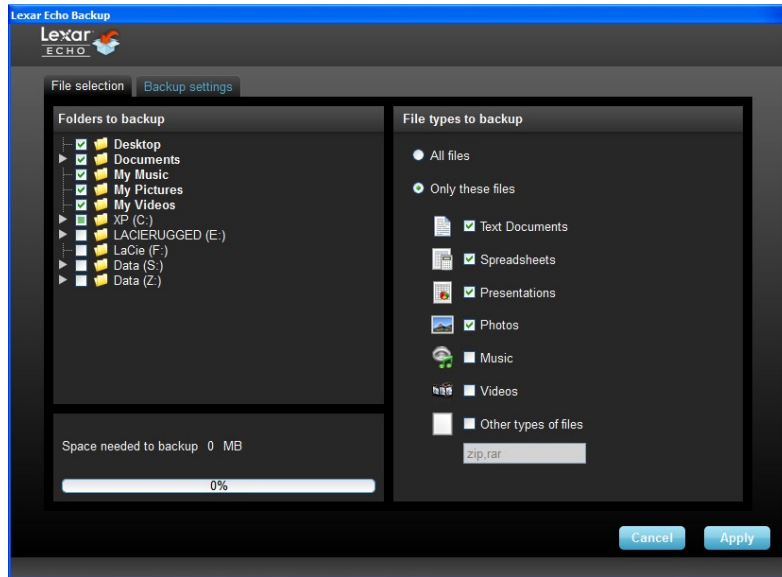 Lexar Echo Backup
Lexar
ECHO
File selection Backup settings
Folders to backup
Desktop
Documents
My Music
My Pictures
My Videos
XP (C:)
LACIERUGGED (E:)
LaCie (F:)
Data (S:)
Data (Z:)
Space needed to backup 0 MB
0%
File types to backup
All files
Only these files
Text Documents
Spreadsheets
Presentations
Photos
Music
Videos
Other types of files
zip,rar
Cancel Apply